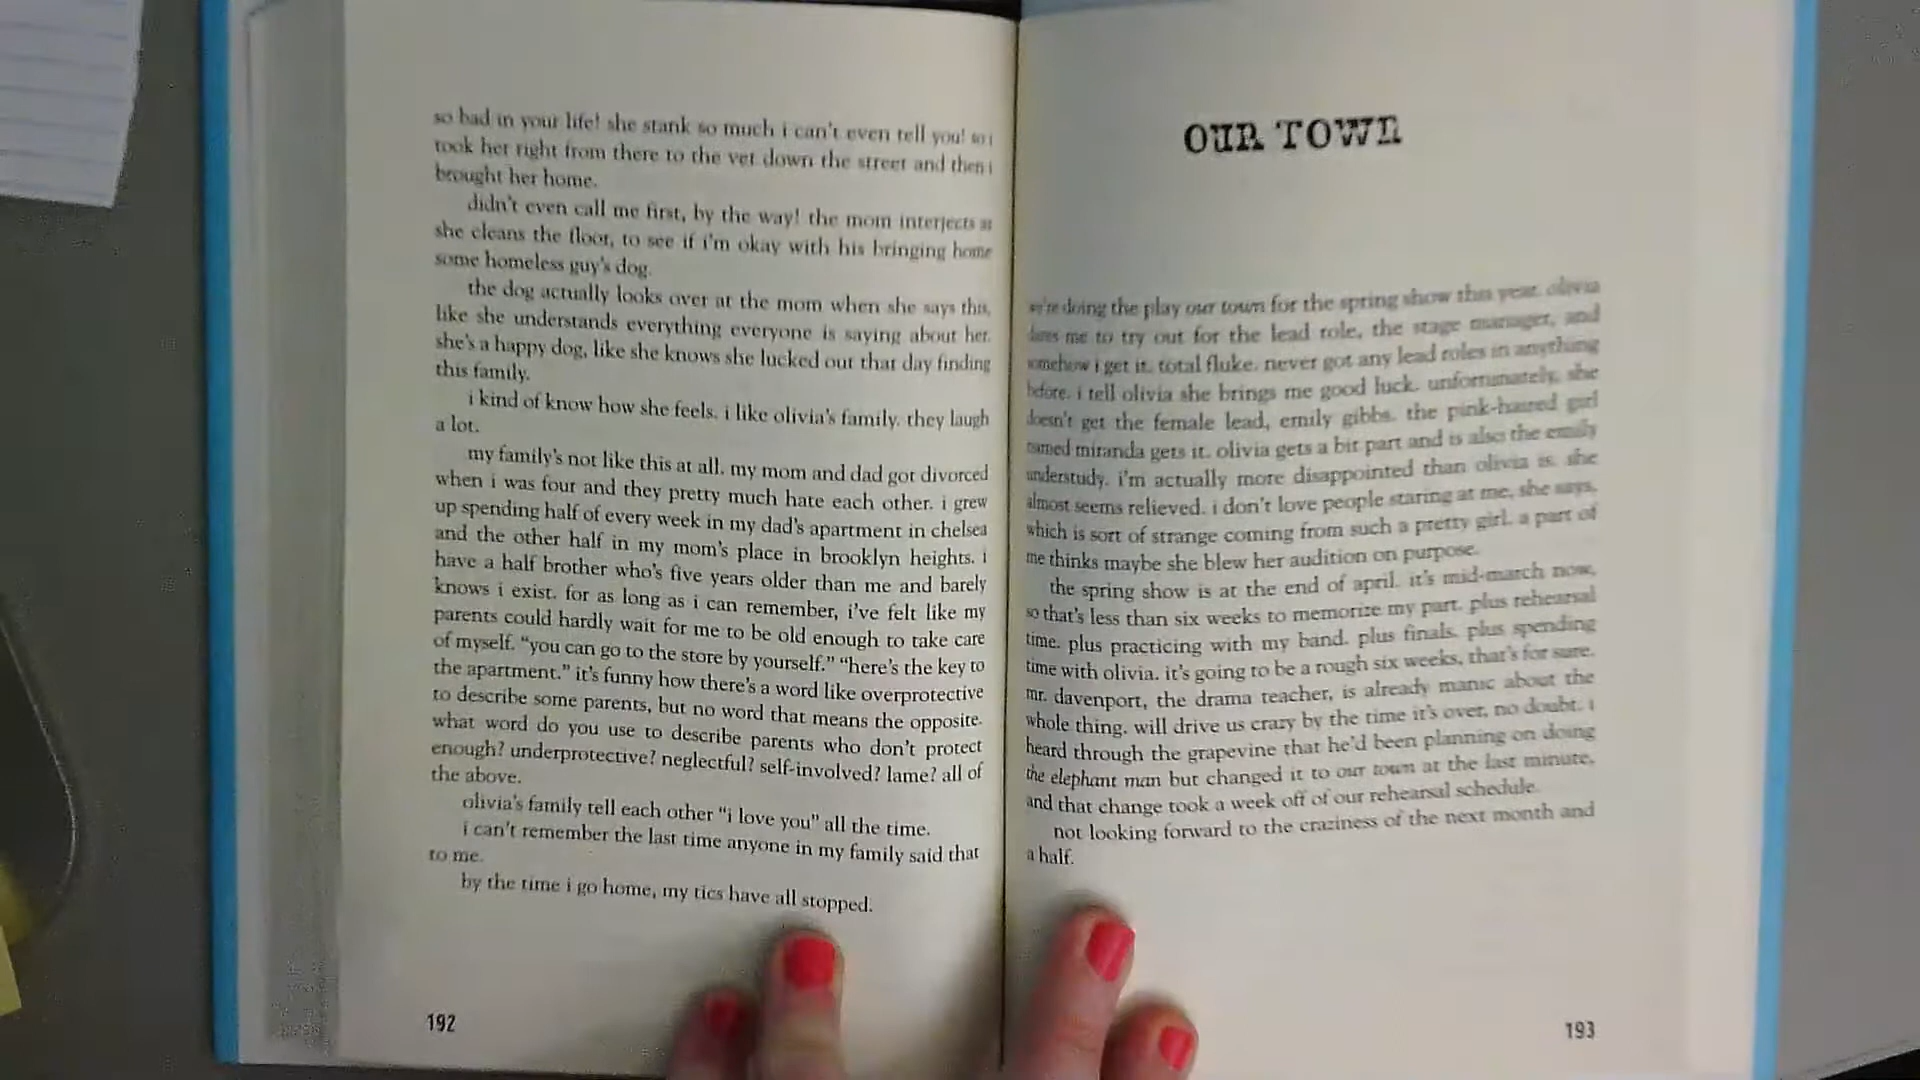 so bad in your life! she stank so much i can't even tell you! so i
took her right from there to the vet down the street and then i
brought her home.
didn't even call me first, by the way! the mom interjects as
she cleans the floor, to see if i'm okay with his bringing home
some homeless guy's dog.
the dog actually looks over at the mom when she says this,
like she understands everything everyone is saying about her.
she's a happy dog, like she knows she lucked out that day finding
this family.
i kind of know how she feels. i like olivia's family. they laugh
a lot.
my family's not like this at all. my mom and dad got divorced
when i was four and they pretty much hate each other. i grew
up spending half of every week in my dad's apartment in chelsea
and the other half in my mom's place in brooklyn heights. i
have a half brother who's five years older than me and barely
knows i exist. for as long as i can remember, i've felt like my
parents could hardly wait for me to be old enough to take care
of myself. “you can go to the store by yourself.” “here's the key to
the apartment.” it's funny how there's a word like overprotective
to describe some parents, but no word that means the opposite.
what word do you use to describe parents who don't protect
enough? underprotective? neglectful? self-involved? lame? all of
the above.
olivia's family tell each other “i love you” all the time.
i can't remember the last time anyone in my family said that
to me.
by the time i go home, my tics have all stopped.
192
OUR TOWN
we're doing the play our town for the spring show this year. olivia
dares me to try out for the lead role, the stage manager, and
somehow i get it. total fluke. never got any lead roles in anything
before. i tell olivia she brings me good luck. unfortunately, she
doesn't get the female lead, emily gibbs. the pink-haired girl
named miranda gets it. olivia gets a bit part and is also the emily
understudy. i'm actually more disappointed than olivia is. she
almost seems relieved. i don't love people staring at me, she says,
which is sort of strange coming from such a pretty girl. a part of
me thinks maybe she blew her audition on purpose.
the spring show is at the end of april. it's mid-march now,
so that's less than six weeks to memorize my part. plus rehearsal
time. plus practicing with my band. plus finals. plus spending
time with olivia. it's going to be a rough six weeks, that's for sure.
mr. davenport, the drama teacher, is already manic about the
whole thing. will drive us crazy by the time it's over, no doubt. i
heard through the grapevine that he'd been planning on doing
the elephant man but changed it to our town at the last minute,
and that change took a week off of our rehearsal schedule.
not looking forward to the craziness of the next month and
a half.
193